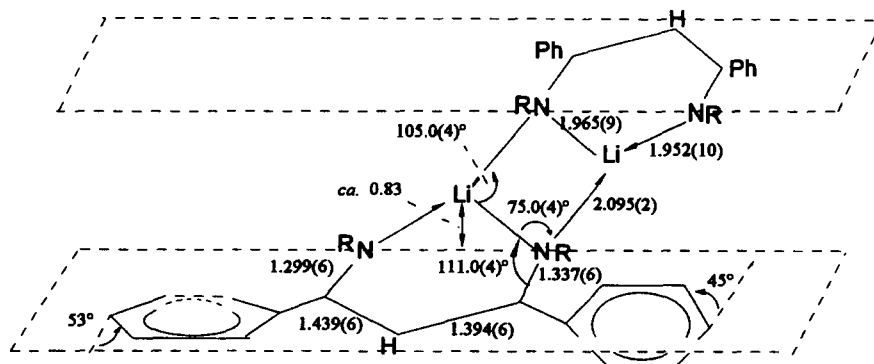 H
Ph
Ph
RN
NR
1.965(9)
105.0(4)°
Li
1.952(10)
ca. 0.83
Li
75.0(4)°
2.095(2)
RN
NR
1.299(6)
111.0(4)°
1.337(6)
45°
53°
1.439(6)
1.394(6)
H